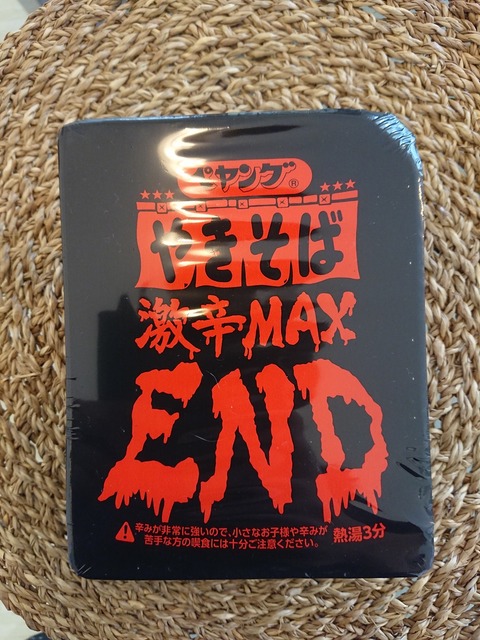 ペヤング®
やきそば
激辛MAX
END
辛みが非常に強いので、小さなお子様や辛みが
苦手な方の喫食には十分ご注意ください。
熱湯3分